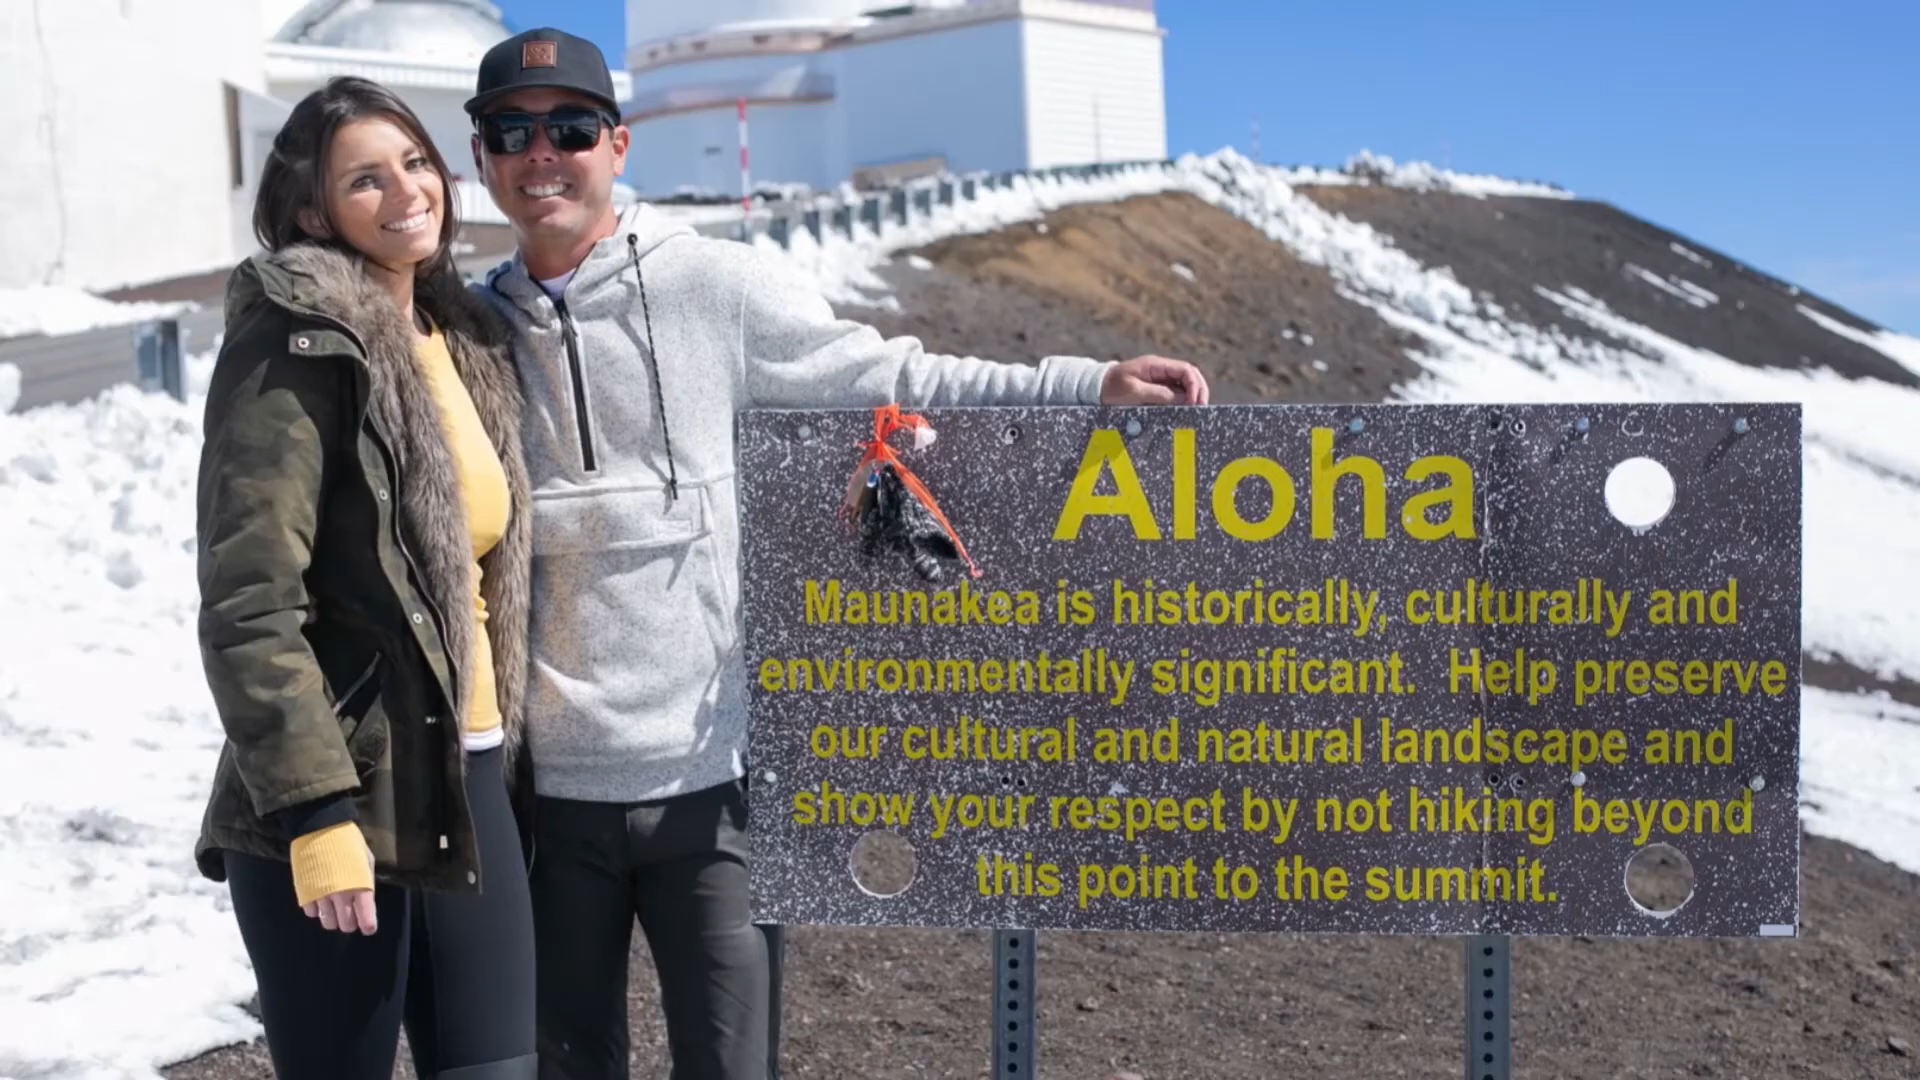 Aloha
Maunakea is historically, culturally and
environmentally significant. Help preserve
our cultural and natural landscape and
show your respect by not hiking beyond
this point to the summit.